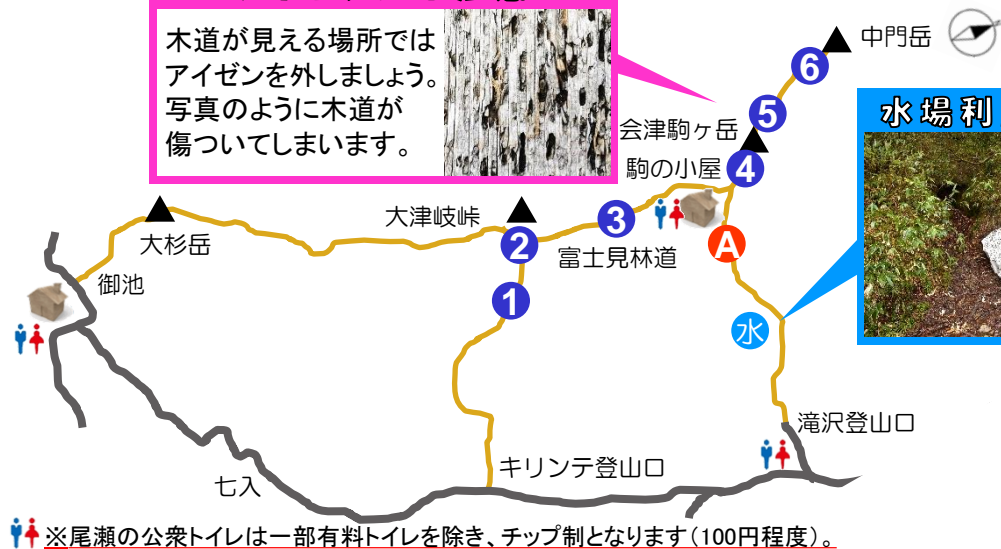 木道が見える場所では
アイゼンを外しましょう。
写真のように木道が
傷ついてしまいます。
中門岳
6
5
会津駒ヶ岳
水場利
駒の小屋
4
大津岐峠
3
大杉岳
2
富士見林道
A
御池
1
水
滝沢登山口
キリンテ登山口
七入
※尾瀬の公衆トイレは一部有料トイレを除き、チップ制となります(100円程度)。